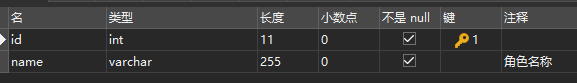 名 类型 长度 小数点 不是 null 键 注释
id int 11 0 1
name varchar 255 0 角色名称